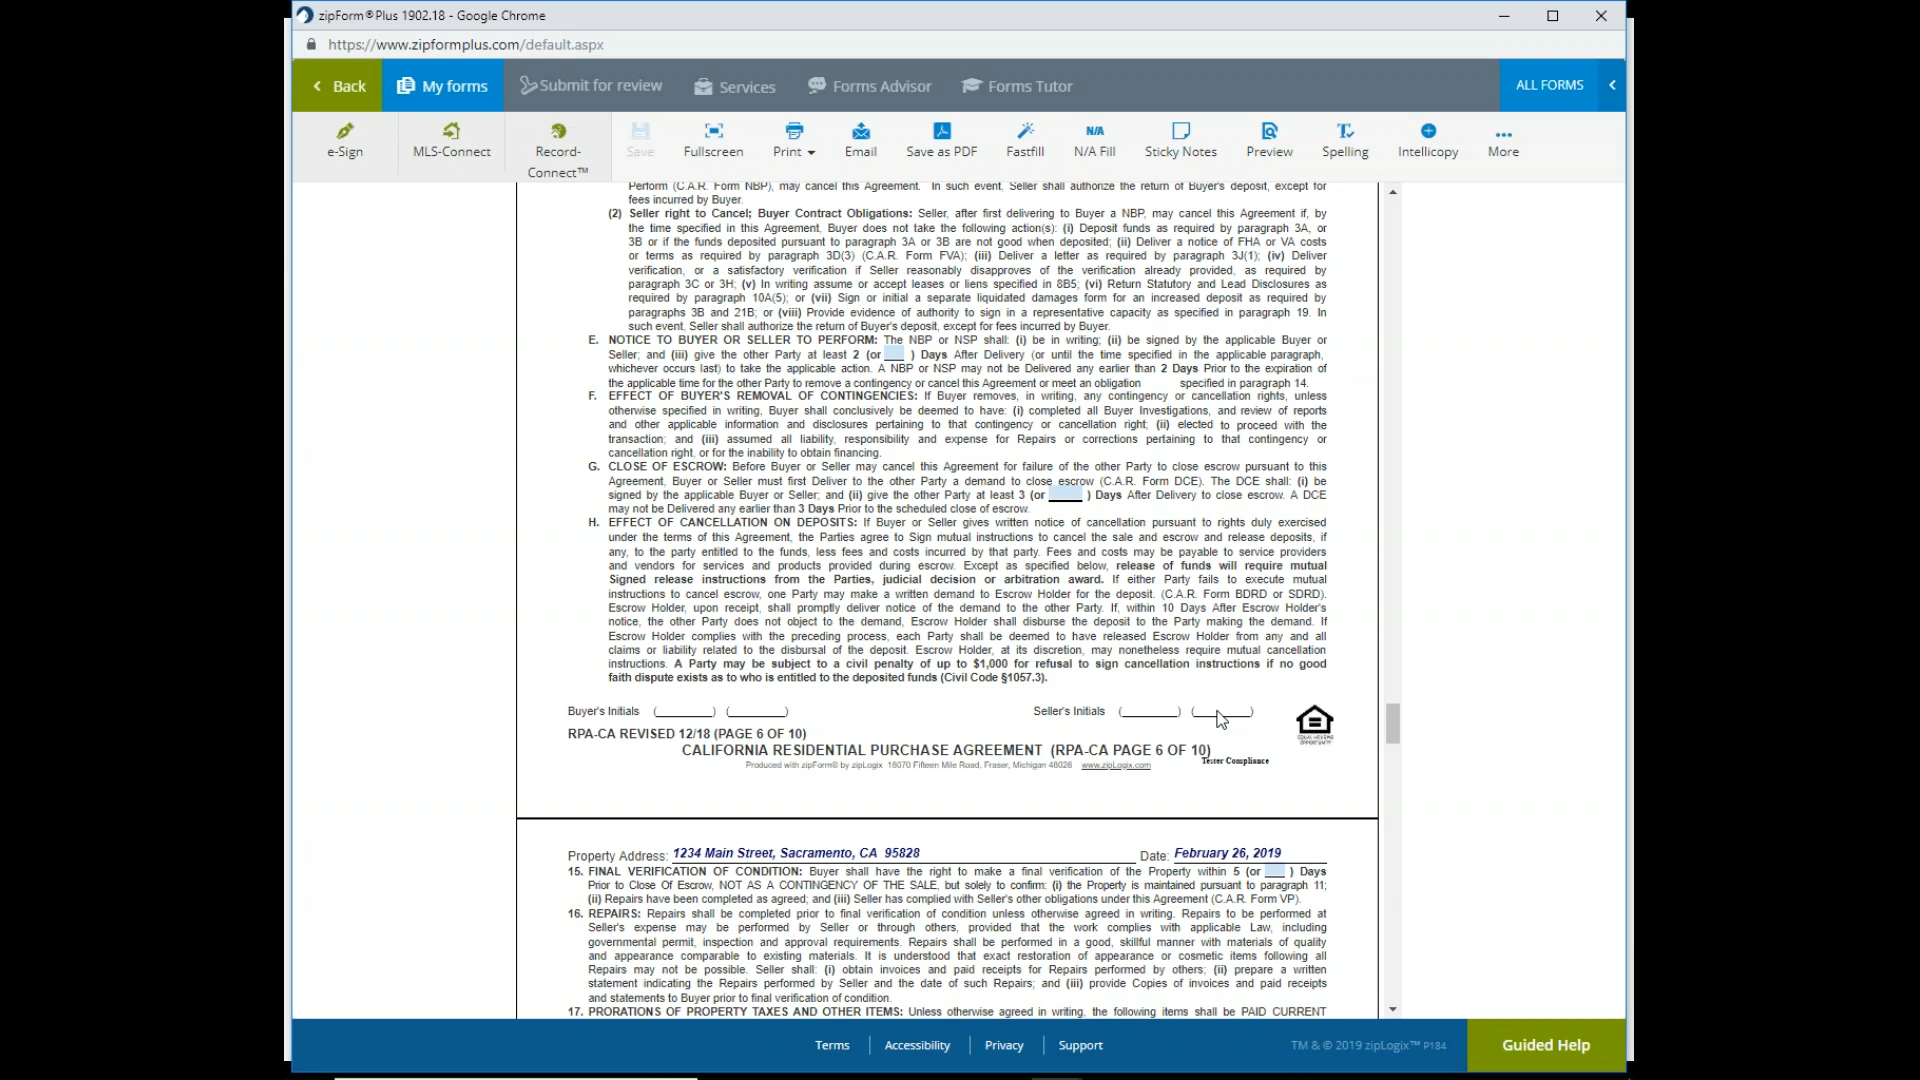 zipForm®Plus 1902.18 - Google Chrome
https://www.zipformplus.com/default.aspx
Back
My forms
Submit for review
Services
Forms Advisor
Forms Tutor
ALL FORMS
e-Sign
MLS-Connect
Record-
Connect™
Save
Fullscreen
Print
Email
Save as PDF
Fastfill
N/A
N/A Fill
Sticky Notes
Preview
Spelling
Intellicopy
More
Perform (C.A.R. Form NBP), may cancel this Agreement. In such event, Seller shall authorize the return of Buyer's deposit, except for
fees incurred by Buyer.
(2) Seller right to Cancel; Buyer Contract Obligations: Seller, after first delivering to Buyer a NBP, may cancel this Agreement if, by
the time specified in this Agreement, Buyer does not take the following action(s): (i) Deposit funds as required by paragraph 3A, or
3B or if the funds deposited pursuant to paragraph 3A or 3B are not good when deposited; (ii) Deliver a notice of FHA or VA costs
or terms as required by paragraph 3D(3) (C.A.R. Form FVA); (iii) Deliver a letter as required by paragraph 3J(1); (iv) Deliver
verification, or a satisfactory verification if Seller reasonably disapproves of the verification already provided, as required by
paragraph 3C or 3H; (v) In writing assume or accept leases or liens specified in 8B5; (vi) Return Statutory and Lead Disclosures as
required by paragraph 10A(5); or (vii) Sign or initial a separate liquidated damages form for an increased deposit as required by
paragraphs 3B and 21B; or (viii) Provide evidence of authority to sign in a representative capacity as specified in paragraph 19. In
such event, Seller shall authorize the return of Buyer's deposit, except for fees incurred by Buyer.
E. NOTICE TO BUYER OR SELLER TO PERFORM: The NBP or NSP shall: (i) be in writing; (ii) be signed by the applicable Buyer or
Seller; and (iii) give the other Party at least 2 (or ) Days After Delivery (or until the time specified in the applicable paragraph,
whichever occurs last) to take the applicable action. A NBP or NSP may not be Delivered any earlier than 2 Days Prior to the expiration of
the applicable time for the other Party to remove a contingency or cancel this Agreement or meet an obligation specified in paragraph 14.
F. EFFECT OF BUYER'S REMOVAL OF CONTINGENCIES: If Buyer removes, in writing, any contingency or cancellation rights, unless
otherwise specified in writing, Buyer shall conclusively be deemed to have: (i) completed all Buyer Investigations, and review of reports
and other applicable information and disclosures pertaining to that contingency or cancellation right; (ii) elected to proceed with the
transaction; and (iii) assumed all liability, responsibility and expense for Repairs or corrections pertaining to that contingency or
cancellation right, or for the inability to obtain financing.
G. CLOSE OF ESCROW: Before Buyer or Seller may cancel this Agreement for failure of the other Party to close escrow pursuant to this
Agreement, Buyer or Seller must first Deliver to the other Party a demand to close escrow (C.A.R. Form DCE). The DCE shall: (i) be
signed by the applicable Buyer or Seller; and (ii) give the other Party at least 3 (or ) Days After Delivery to close escrow. A DCE
may not be Delivered any earlier than 3 Days Prior to the scheduled close of escrow.
H. EFFECT OF CANCELLATION ON DEPOSITS: If Buyer or Seller gives written notice of cancellation pursuant to rights duly exercised
under the terms of this Agreement, the Parties agree to Sign mutual instructions to cancel the sale and escrow and release deposits, if
any, to the party entitled to the funds, less fees and costs incurred by that party. Fees and costs may be payable to service providers
and vendors for services and products provided during escrow. Except as specified below, release of funds will require mutual
Signed release instructions from the Parties, judicial decision or arbitration award. If either Party fails to execute mutual
instructions to cancel escrow, one Party may make a written demand to Escrow Holder for the deposit. (C.A.R. Form BDRD or SDRD).
Escrow Holder, upon receipt, shall promptly deliver notice of the demand to the other Party. If, within 10 Days After Escrow Holder's
notice, the other Party does not object to the demand, Escrow Holder shall disburse the deposit to the Party making the demand. If
Escrow Holder complies with the preceding process, each Party shall be deemed to have released Escrow Holder from any and all
claims or liability related to the disbursal of the deposit. Escrow Holder, at its discretion, may nonetheless require mutual cancellation
instructions. A Party may be subject to a civil penalty of up to $1,000 for refusal to sign cancellation instructions if no good
faith dispute exists as to who is entitled to the deposited funds (Civil Code §1057.3).
Buyer's Initials (________) (________) Seller's Initials (________) (________)
EQUAL HOUSING
OPPORTUNITY
RPA-CA REVISED 12/18 (PAGE 6 OF 10)
CALIFORNIA RESIDENTIAL PURCHASE AGREEMENT (RPA-CA PAGE 6 OF 10)
Produced with zipForm® by zipLogix 18070 Fifteen Mile Road, Fraser, Michigan 48026 www.zipLogix.com
Tester Compliance
Property Address: 1234 Main Street, Sacramento, CA 95828 Date: February 26, 2019
15. FINAL VERIFICATION OF CONDITION: Buyer shall have the right to make a final verification of the Property within 5 (or ) Days
Prior to Close Of Escrow, NOT AS A CONTINGENCY OF THE SALE, but solely to confirm: (i) the Property is maintained pursuant to paragraph 11;
(ii) Repairs have been completed as agreed; and (iii) Seller has complied with Seller's other obligations under this Agreement (C.A.R. Form VP).
16. REPAIRS: Repairs shall be completed prior to final verification of condition unless otherwise agreed in writing. Repairs to be performed at
Seller's expense may be performed by Seller or through others, provided that the work complies with applicable Law, including
governmental permit, inspection and approval requirements. Repairs shall be performed in a good, skillful manner with materials of quality
and appearance comparable to existing materials. It is understood that exact restoration of appearance or cosmetic items following all
Repairs may not be possible. Seller shall: (i) obtain invoices and paid receipts for Repairs performed by others; (ii) prepare a written
statement indicating the Repairs performed by Seller and the date of such Repairs; and (iii) provide Copies of invoices and paid receipts
and statements to Buyer prior to final verification of condition.
17. PRORATIONS OF PROPERTY TAXES AND OTHER ITEMS: Unless otherwise agreed in writing, the following items shall be PAID CURRENT
Terms
Accessibility
Privacy
Support
TM & © 2019 zipLogix™ P184
Guided Help